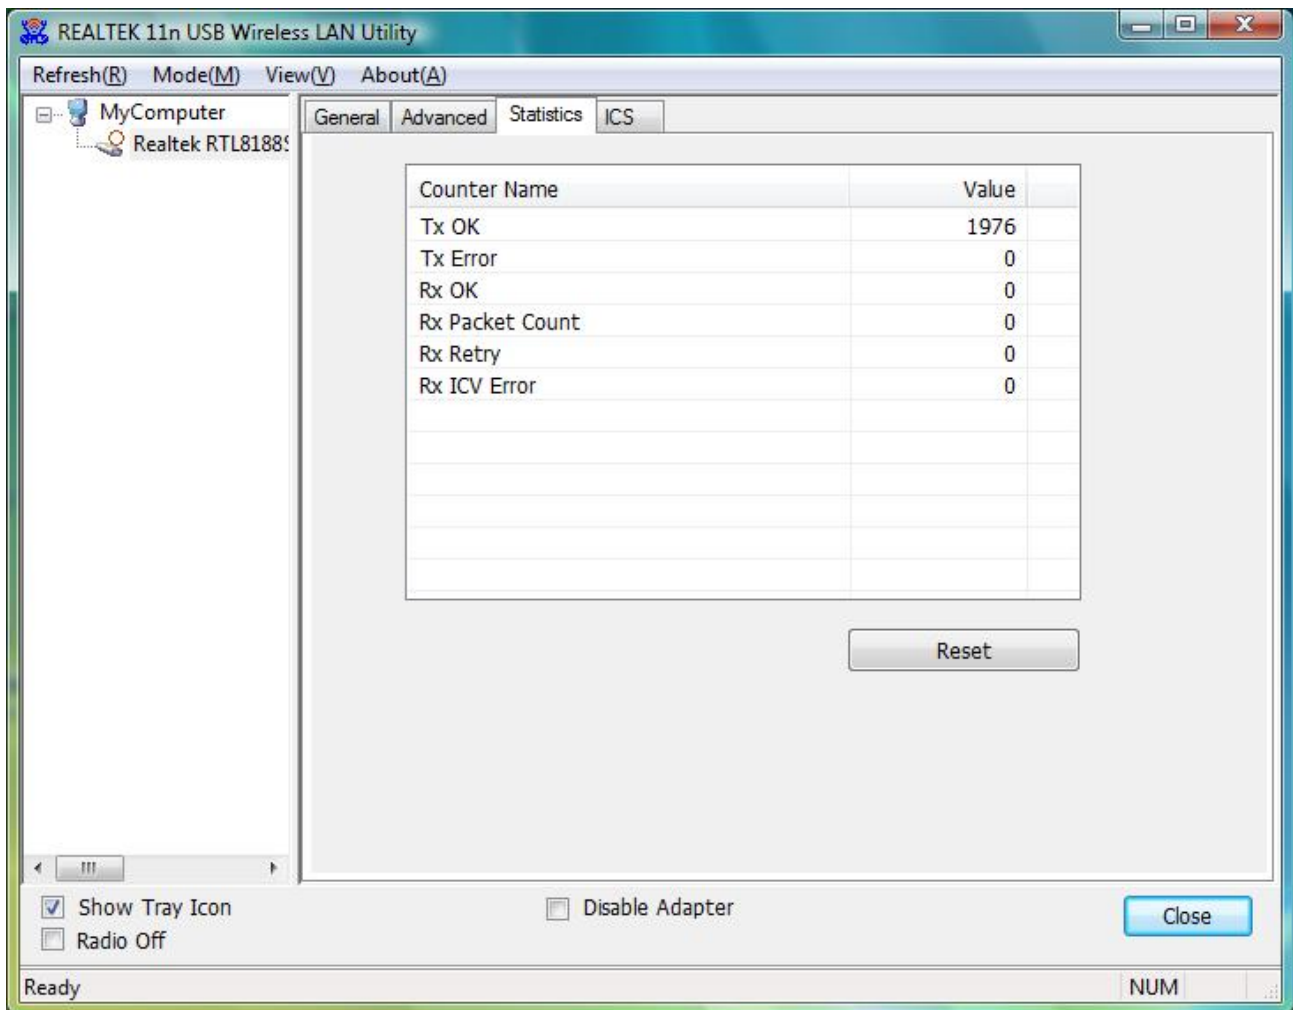 REALTEK 11n USB Wireless LAN Utility
Refresh(R) Mode(M) View(V) About(A)
MyComputer
Realtek RTL8188S
General Advanced Statistics ICS
Counter Name Value
Tx OK 1976
Tx Error 0
Rx OK 0
Rx Packet Count 0
Rx Retry 0
Rx ICV Error 0
Reset
Show Tray Icon
Disable Adapter
Close
Radio Off
Ready NUM